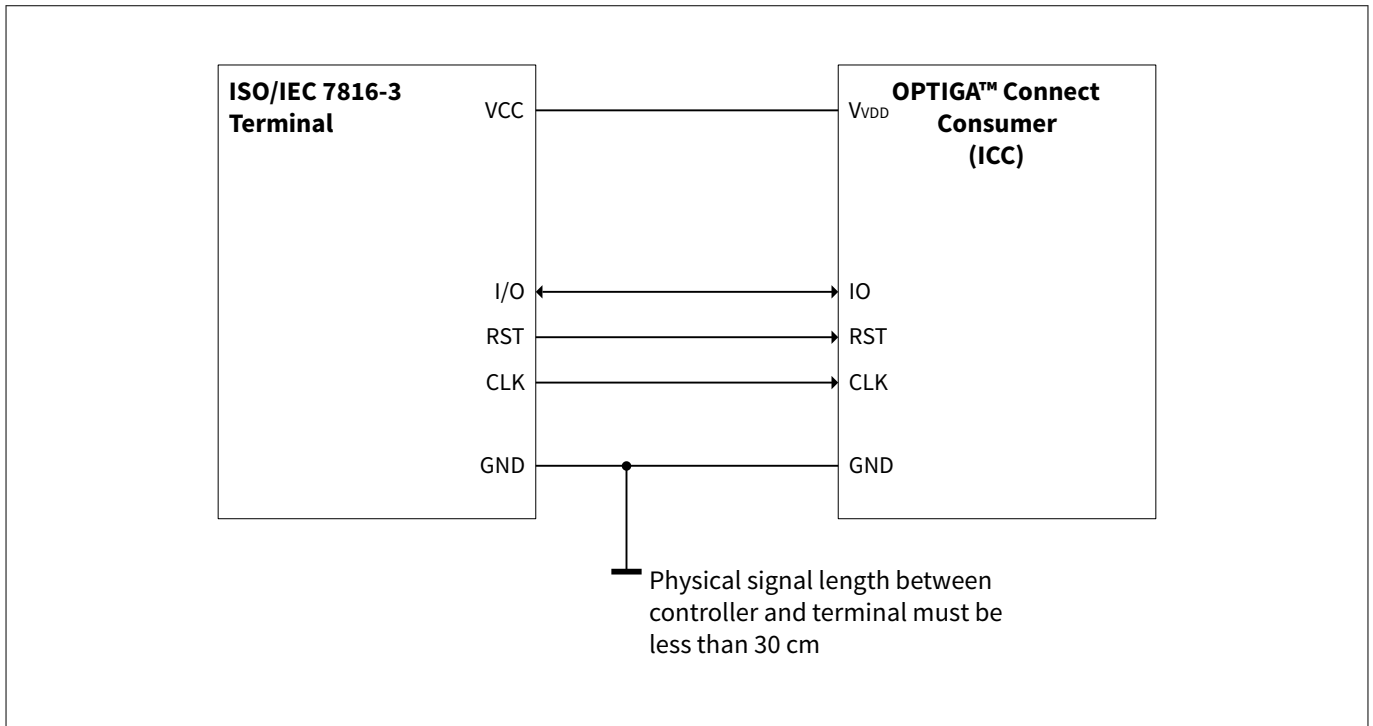 ISO/IEC 7816-3
Terminal
VCC
I/O
RST
CLK
GND
OPTIGA™ Connect
Consumer
(ICC)
VVDD
IO
RST
CLK
GND
Physical signal length between
controller and terminal must be
less than 30 cm